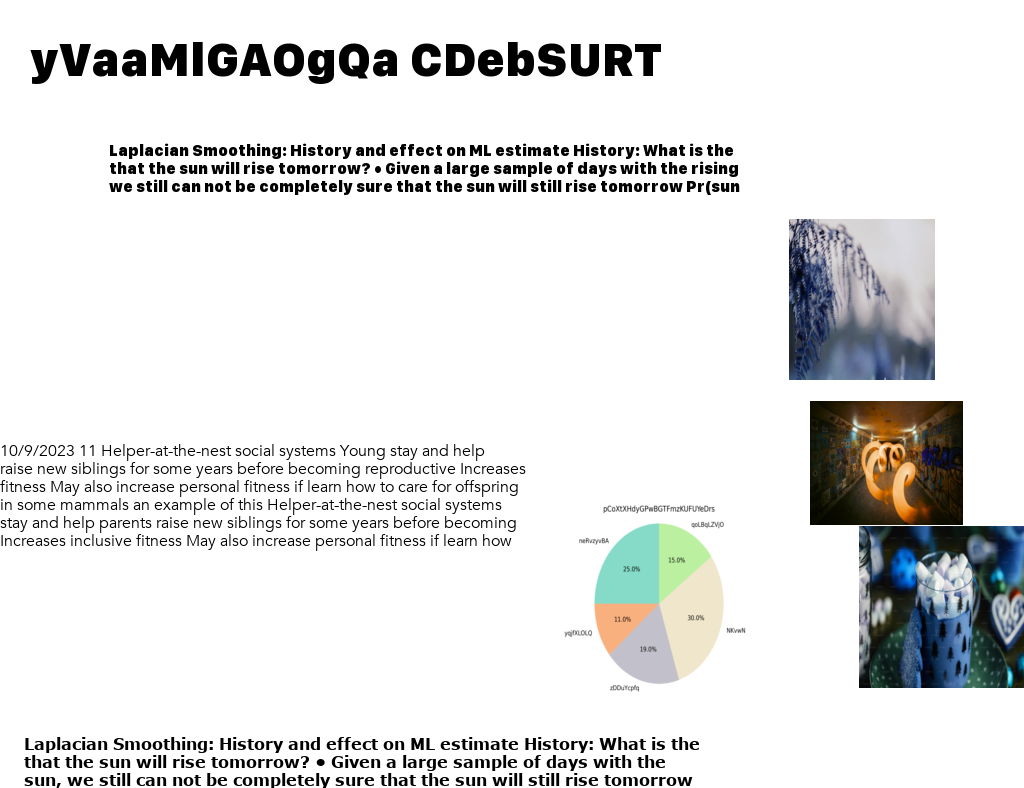 yVaaMlGAOgQa CDebSURT
Laplacian Smoothing: History and effect on ML estimate History: What is the
that the sun will rise tomorrow? • Given a large sample of days with the rising
we still can not be completely sure that the sun will still rise tomorrow Pr(sun
10/9/2023 11 Helper-at-the-nest social systems Young stay and help
raise new siblings for some years before becoming reproductive Increases
fitness May also increase personal fitness if learn how to care for offspring
in some mammals an example of this Helper-at-the-nest social systems
stay and help parents raise new siblings for some years before becoming
Increases inclusive fitness May also increase personal fitness if learn how
pCoXtXHdyGPwBGTFmzKUFUYeDrs
qoLBqLZVjO
neRvzyvBA
15.0%
25.0%
11.0%
30.0%
yqjfXLOLQ
NKvwN
19.0%
zDDuYcpfq
Laplacian Smoothing: History and effect on ML estimate History: What is the
that the sun will rise tomorrow? • Given a large sample of days with the
sun, we still can not be completely sure that the sun will still rise tomorrow